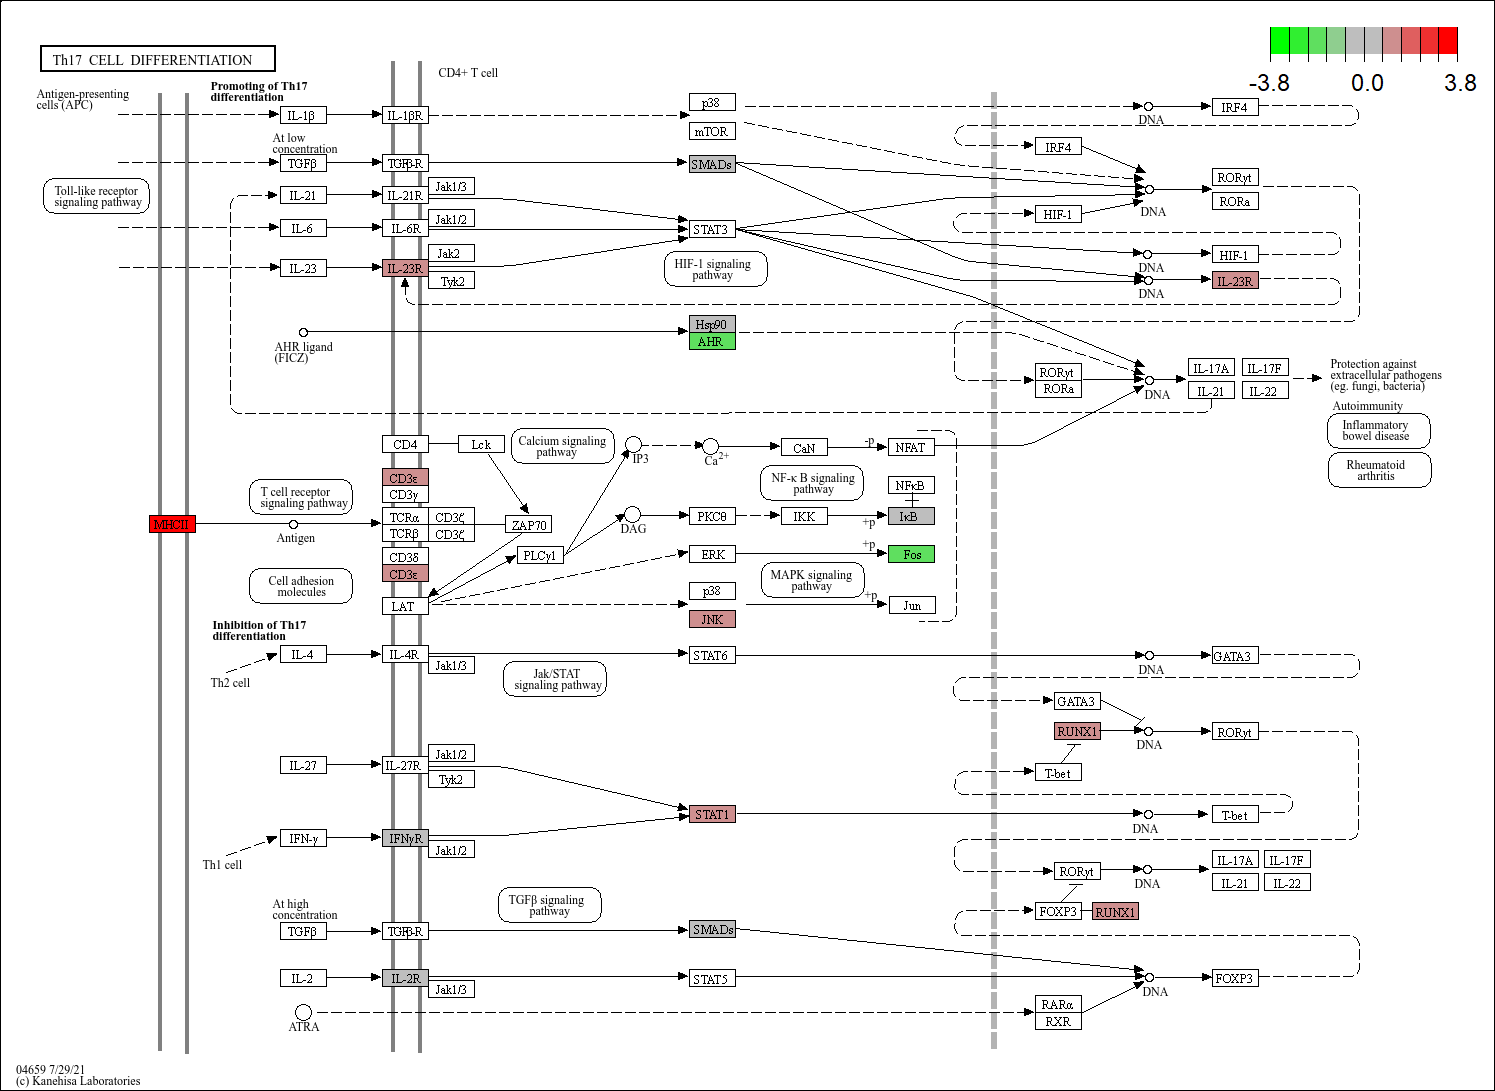 Th17 CELL DIFFERENTIATION
-3.8 0.0 3.8
CD4+ T cell
Antigen-presenting
cells (APC)
Promoting of Th17
differentiation
IL-1β
IL-1βR
p38
mTOR
DNA
IRF4
At low
concentration
TGFβ
TGFβ-R
SMADs
IRF4
Toll-like receptor
signaling pathway
IL-21
IL-21R
Jak1/3
RORγt
RORa
DNA
IL-6
IL-6R
Jak1/2
STAT3
HIF-1
IL-23
IL-23R
Jak2
Tyk2
HIF-1 signaling
pathway
DNA
HIF-1
DNA
IL-23R
AHR ligand
(FICZ)
Hsp90
AHR
RORγt
RORa
DNA
IL-17A
IL-17F
IL-21
IL-22
Protection against
extracellular pathogens
(eg. fungi, bacteria)
Autoimmunity
Inflammatory
bowel disease
Rheumatoid
arthritis
CD4
Lck
Calcium signaling
pathway
IP3
Ca2+
CaN
-p
NFAT
CD3ε
CD3γ
T cell receptor
signaling pathway
NF-κ B signaling
pathway
NFκB
MHCII
Antigen
TCRα
CD3ζ
TCRβ
CD3ζ
ZAP70
DAG
PKCθ
IKK
+p
IκB
CD3δ
CD3ε
PLCγ1
ERK
+p
Fos
Cell adhesion
molecules
LAT
p38
JNK
MAPK signaling
pathway
+p
Jun
Inhibition of Th17
differentiation
IL-4
IL-4R
Jak1/3
STAT6
DNA
GATA3
Th2 cell
Jak/STAT
signaling pathway
GATA3
RUNX1
DNA
RORγt
IL-27
IL-27R
Jak1/2
Tyk2
T-bet
STAT1
DNA
T-bet
IFN-γ
IFNγR
Jak1/2
Th1 cell
RORγt
DNA
IL-17A
IL-17F
IL-21
IL-22
At high
concentration
TGFβ
TGFβ-R
TGFβ signaling
pathway
SMADs
FOXP3
RUNX1
IL-2
IL-2R
Jak1/3
STAT5
DNA
FOXP3
ATRA
RARα
RXR
04659 7/29/21
(c) Kanehisa Laboratories